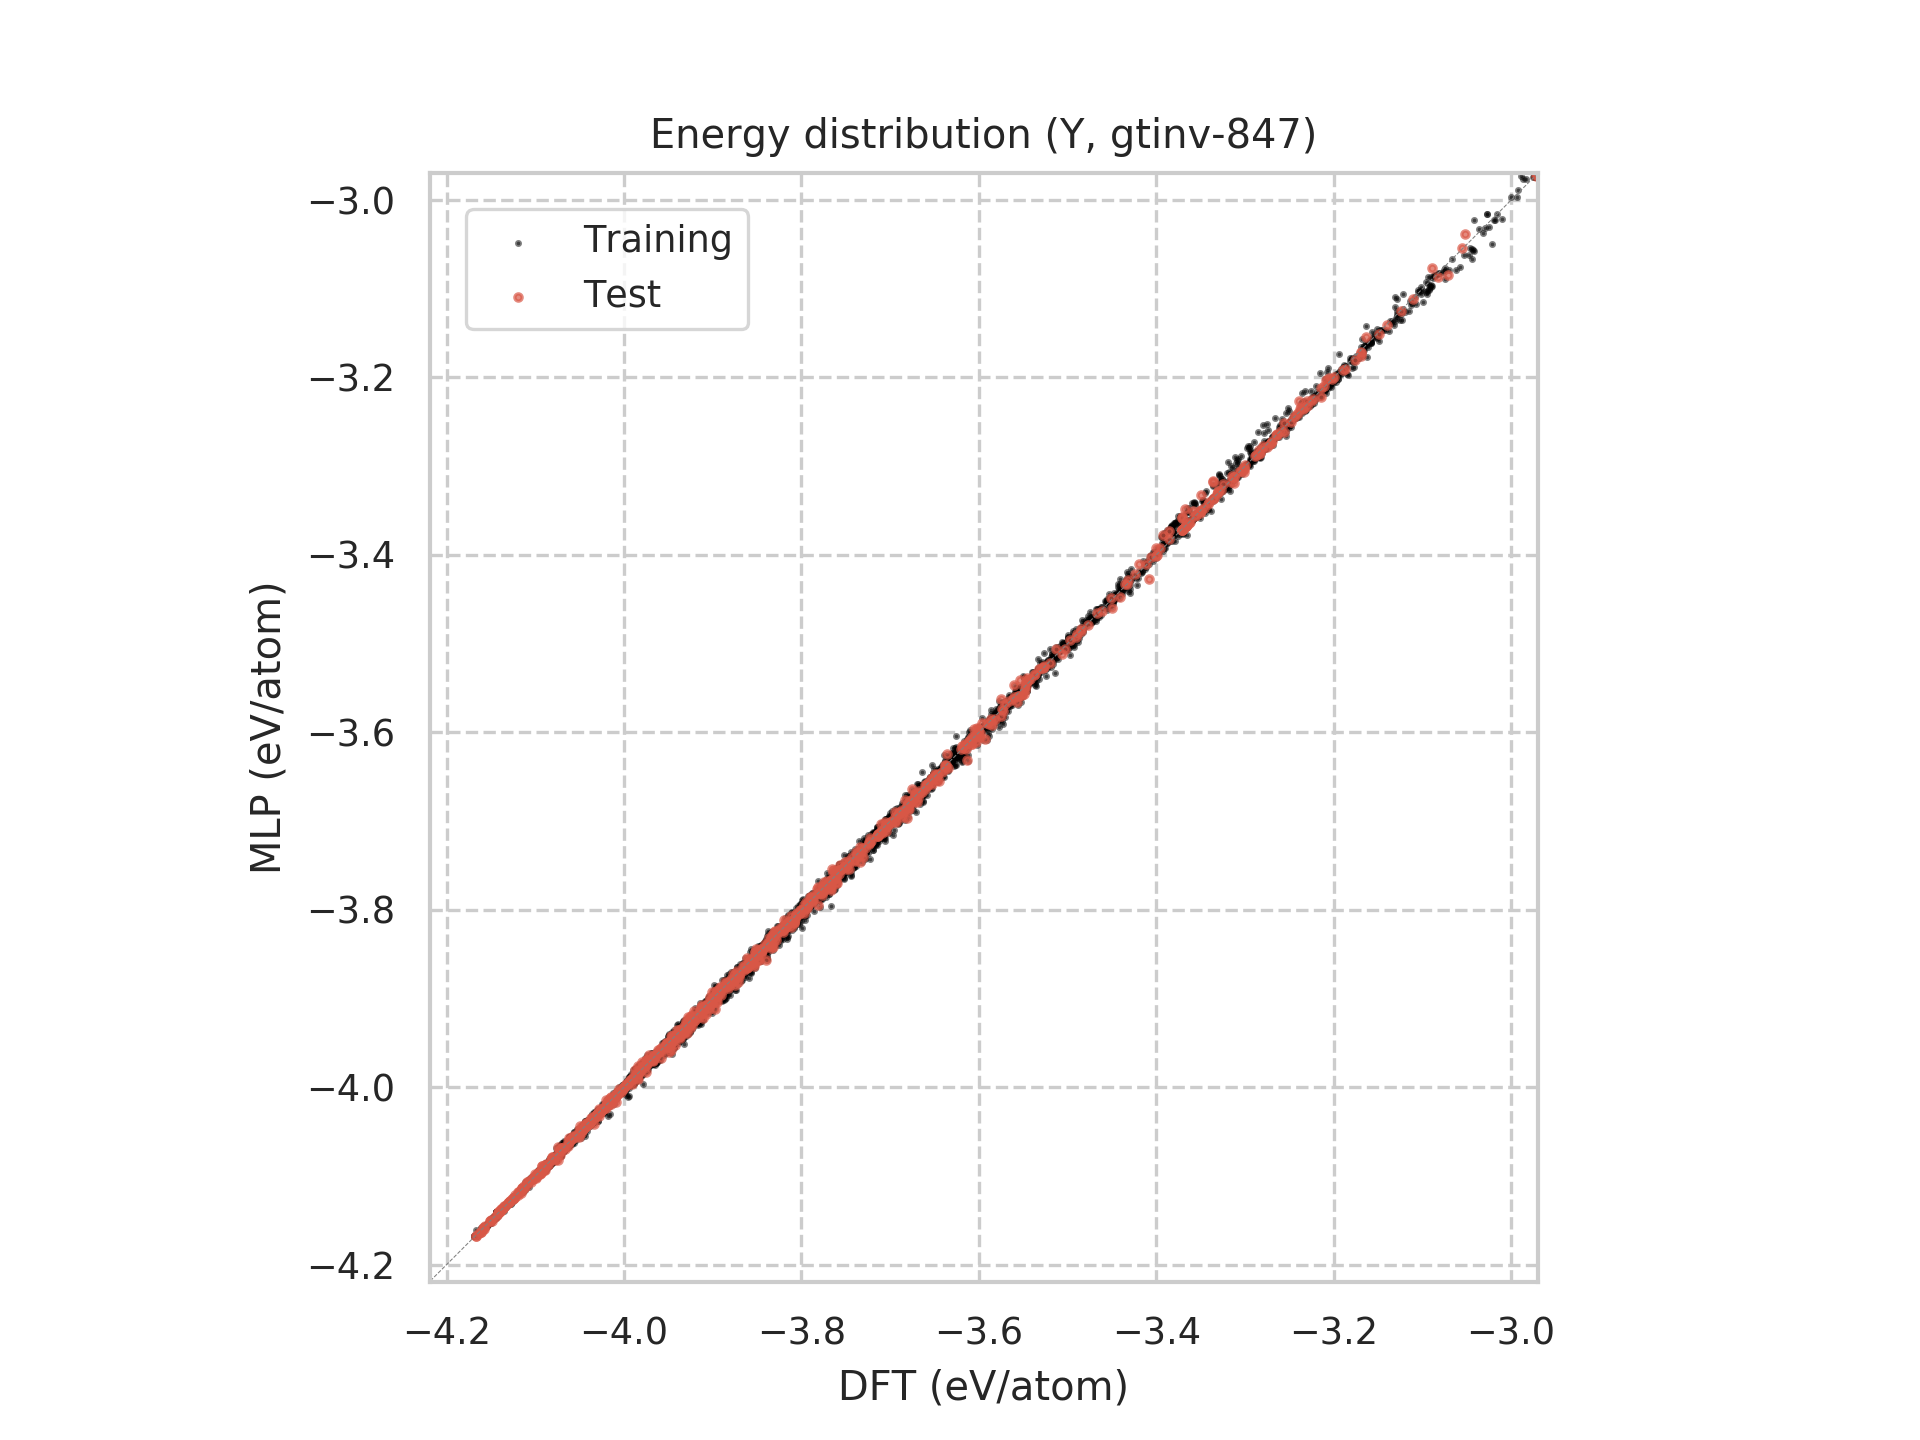 Energy distribution (Y, gtinv-847)
Training
Test
−3.0
−3.2
−3.4
−3.6
−3.8
−4.0
−4.2
MLP (eV/atom)
−4.2 −4.0 −3.8 −3.6 −3.4 −3.2 −3.0
DFT (eV/atom)